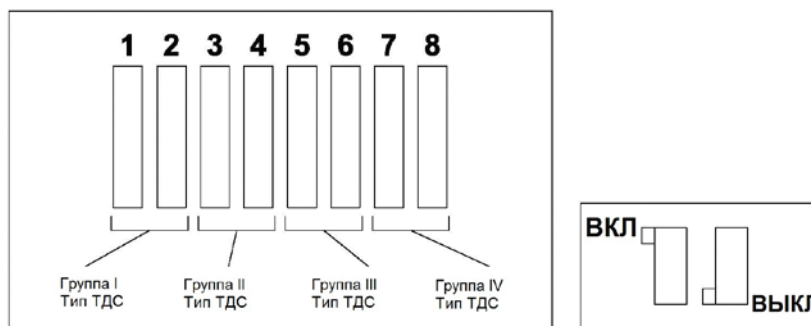 1 2 3 4 5 6 7 8
Группа I
Тип ТДС
Группа II
Тип ТДС
Группа III
Тип ТДС
Группа IV
Тип ТДС
ВКЛ
ВЫКЛ